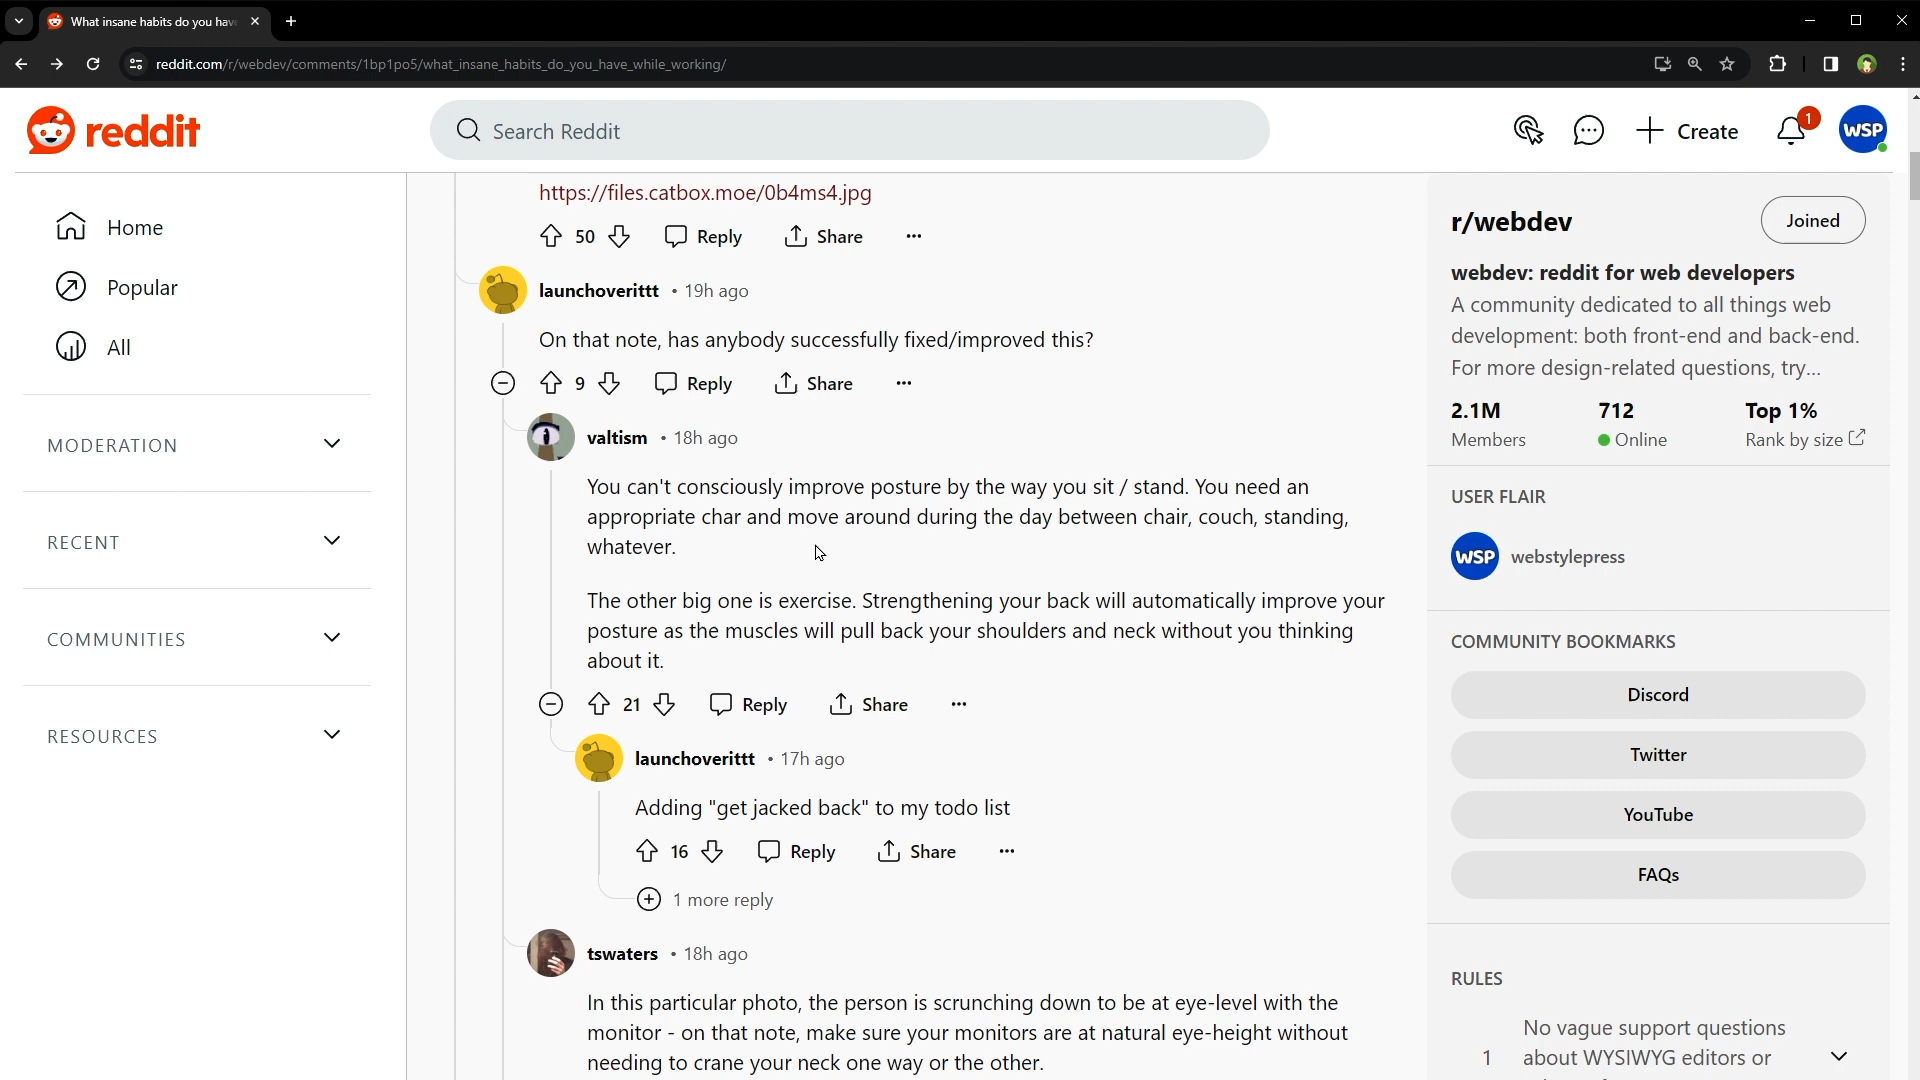 What insane habits do you hav
reddit.com/r/webdev/comments/1bp1po5/what_insane_habits_do_you_have_while_working/
reddit
Search Reddit
Create
1
WSP
Home
Popular
All
MODERATION
RECENT
COMMUNITIES
RESOURCES
https://files.catbox.moe/0b4ms4.jpg
50 Reply Share
launchoverittt • 19h ago
On that note, has anybody successfully fixed/improved this?
9 Reply Share
valtism • 18h ago
You can't consciously improve posture by the way you sit / stand. You need an
appropriate char and move around during the day between chair, couch, standing,
whatever.
The other big one is exercise. Strengthening your back will automatically improve your
posture as the muscles will pull back your shoulders and neck without you thinking
about it.
21 Reply Share
launchoverittt • 17h ago
Adding "get jacked back" to my todo list
16 Reply Share
1 more reply
tswaters • 18h ago
In this particular photo, the person is scrunching down to be at eye-level with the
monitor - on that note, make sure your monitors are at natural eye-height without
needing to crane your neck one way or the other.
r/webdev Joined
webdev: reddit for web developers
A community dedicated to all things web
development: both front-end and back-end.
For more design-related questions, try...
2.1M 712 Top 1%
Members Online Rank by size
USER FLAIR
WSP webstylepress
COMMUNITY BOOKMARKS
Discord
Twitter
YouTube
FAQs
RULES
No vague support questions
1 about WYSIWYG editors or